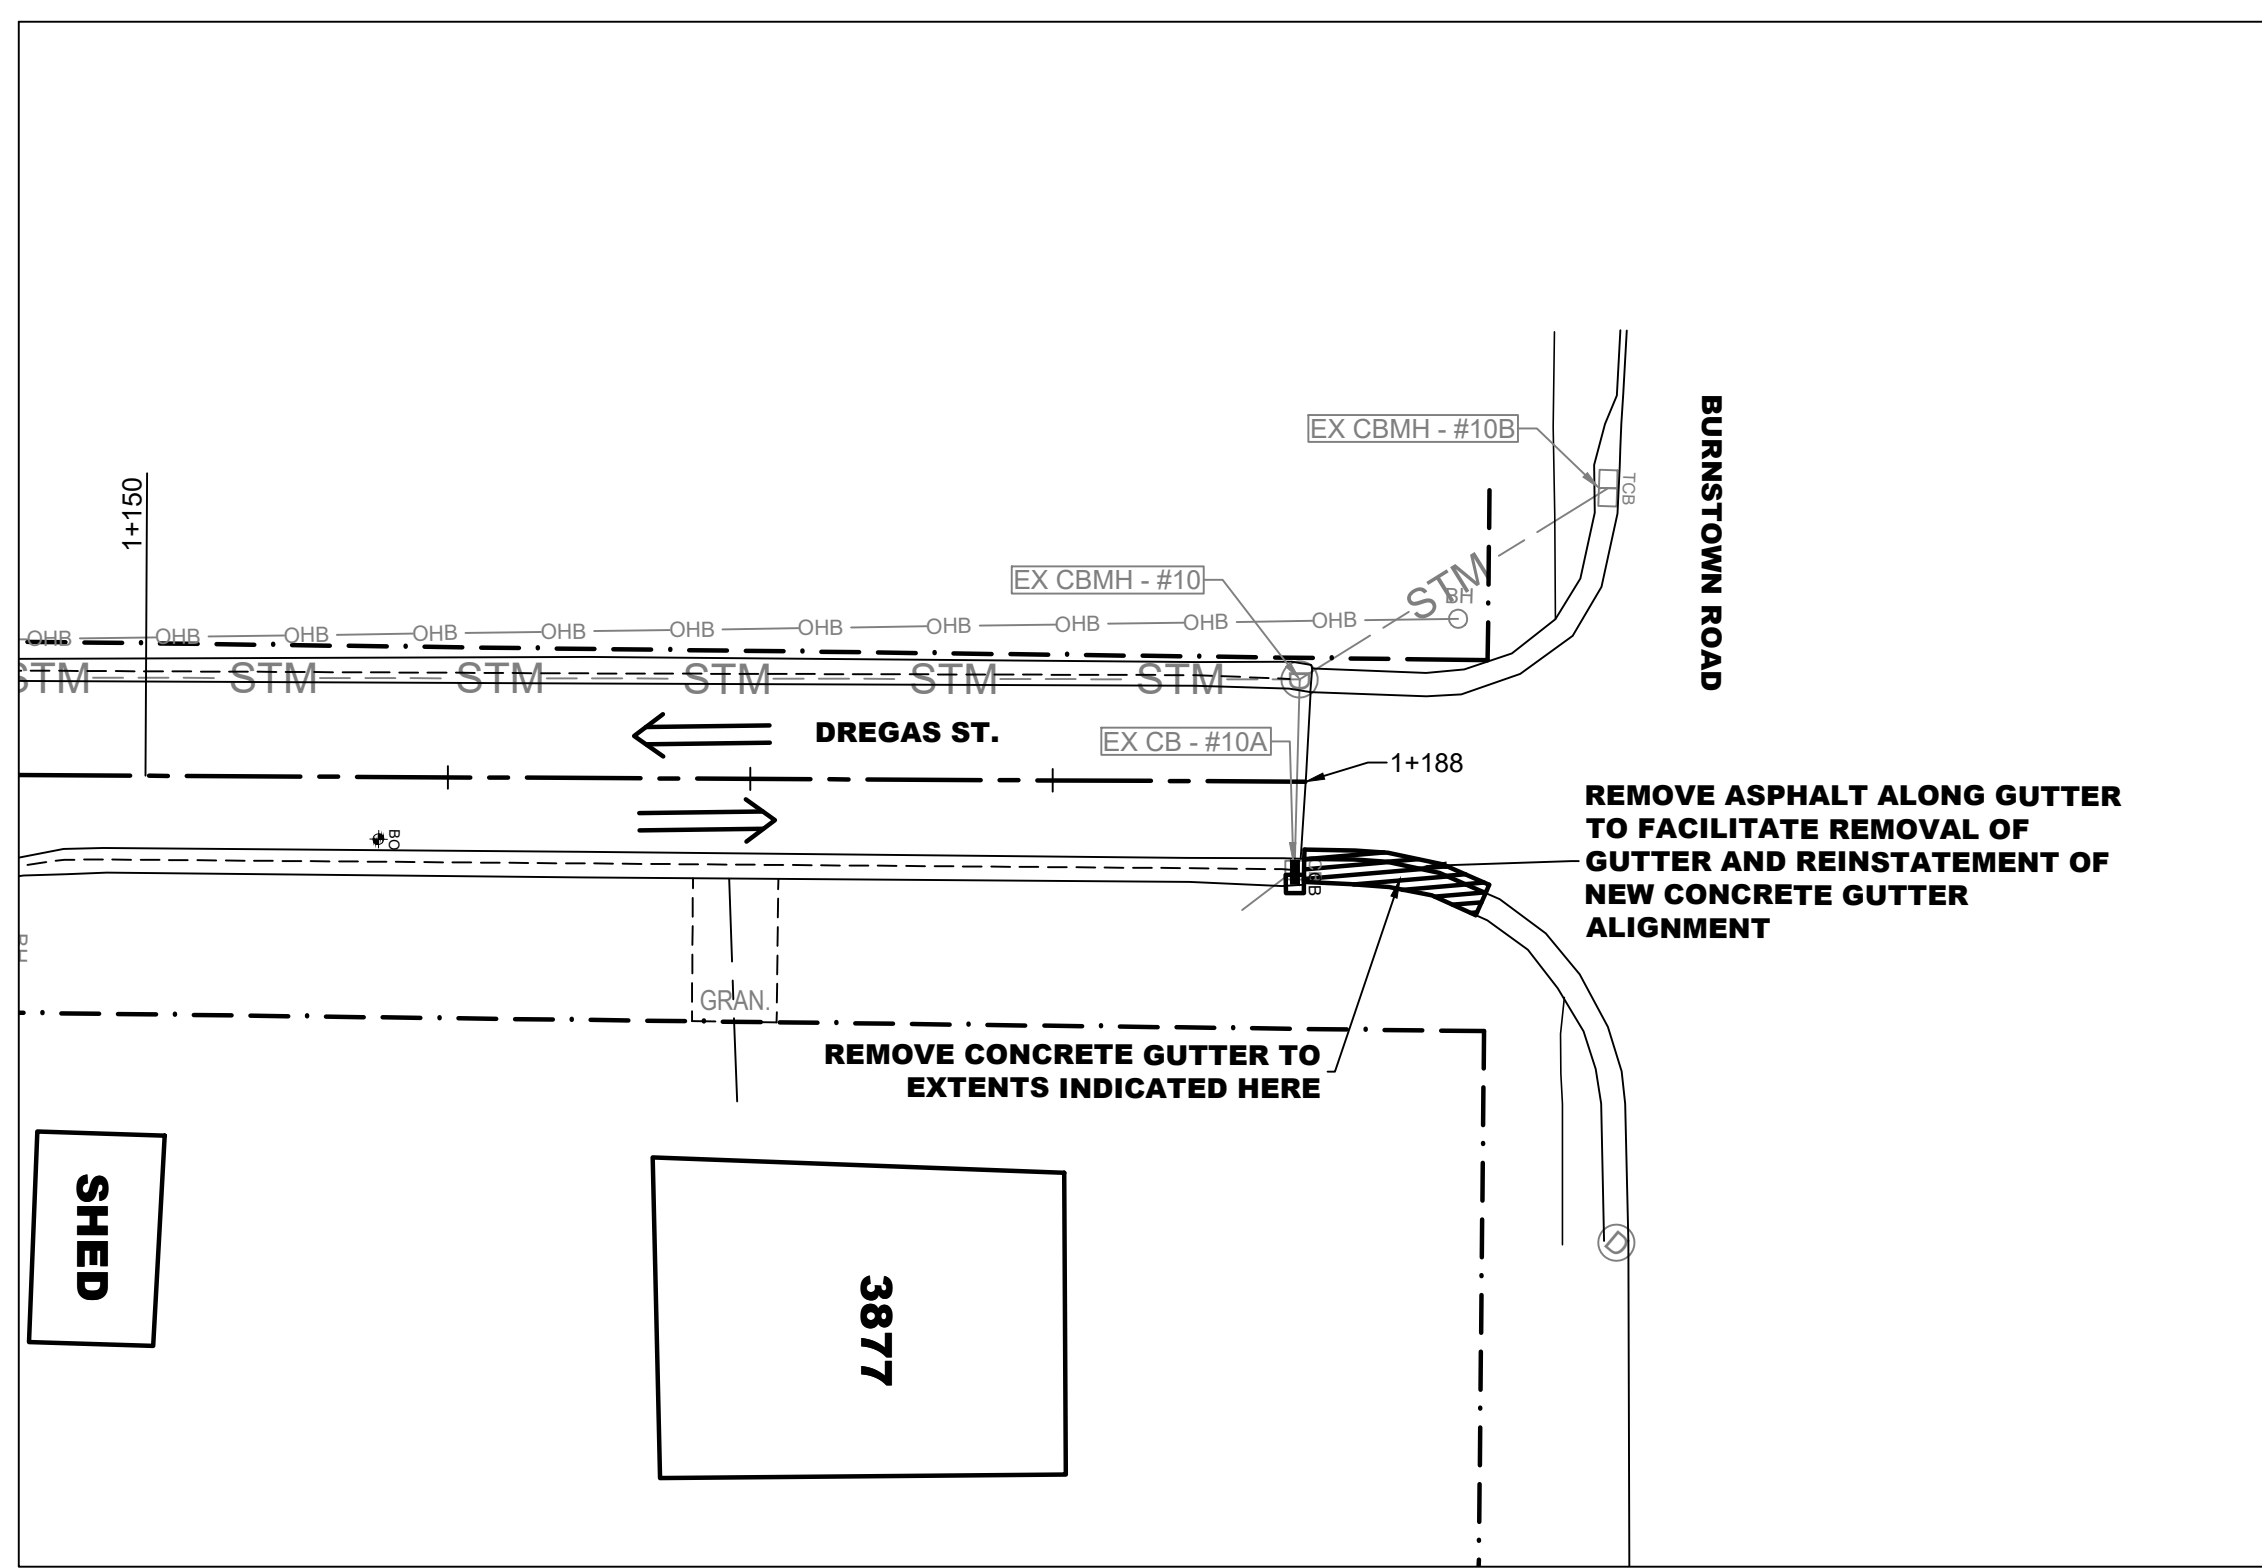 EX CBMH - #10B
TCB
BURNSTOWN ROAD
1+150
EX CBMH - #10
STM
BH
OHB OHB OHB OHB OHB OHB OHB OHB OHB OHB OHB
STM STM STM STM STM STM
DREGAS ST.
EX CB - #10A
1+188
REMOVE ASPHALT ALONG GUTTER
TO FACILITATE REMOVAL OF
GUTTER AND REINSTATEMENT OF
NEW CONCRETE GUTTER
ALIGNMENT
BO
BH
GRAN.
REMOVE CONCRETE GUTTER TO
EXTENTS INDICATED HERE
SHED
3877
D